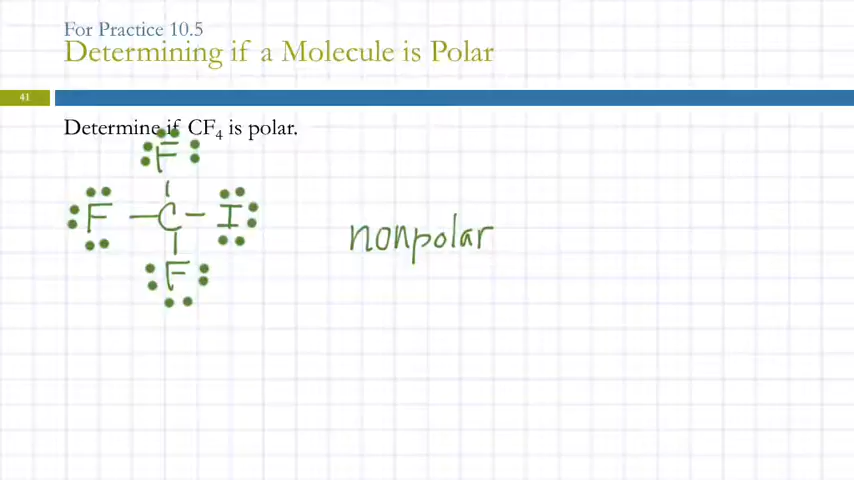 For Practice 10.5
Determining if a Molecule is Polar
41
Determine if CF₄ is polar.
F
F — C — I
F
nonpolar